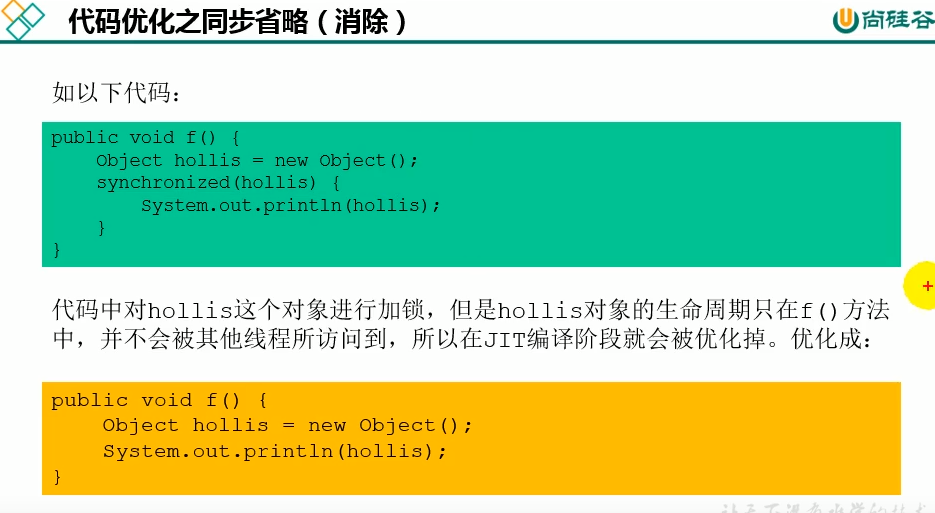 代码优化之同步省略（消除）
尚硅谷
如以下代码：
public void f() {
    Object hollis = new Object();
    synchronized(hollis) {
        System.out.println(hollis);
    }
}
代码中对hollis这个对象进行加锁，但是hollis对象的生命周期只在f()方法
中，并不会被其他线程所访问到，所以在JIT编译阶段就会被优化掉。优化成：
public void f() {
    Object hollis = new Object();
    System.out.println(hollis);
}